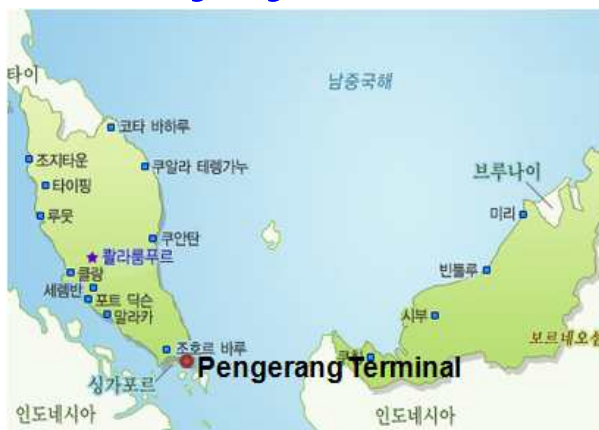 타이
남중국해
코타 바하루
조지타운
쿠알라 테렝가누
타이핑
브루나이
루뭇
미리
쿠안탄
콸라룸푸르
클랑
빈툴루
세렘반
포트 딕슨
말라카
시부
조호르 바루
보르네오섬
Pengerang Terminal
싱가포르
인도네시아
인도네시아